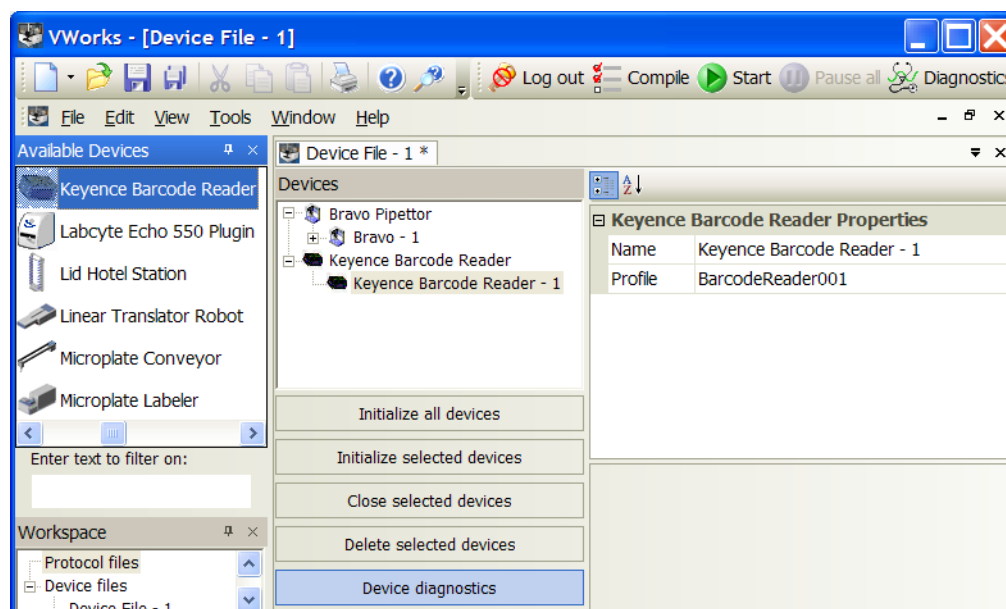 VWorks - [Device File - 1]
Log out Compile Start Pause all Diagnostics
File Edit View Tools Window Help
Available Devices
Keyence Barcode Reader
Labcyte Echo 550 Plugin
Lid Hotel Station
Linear Translator Robot
Microplate Conveyor
Microplate Labeler
Enter text to filter on:
Workspace
Protocol files
Device files
Device File - 1
Device File - 1 *
Devices
Bravo Pipettor
Bravo - 1
Keyence Barcode Reader
Keyence Barcode Reader - 1
Initialize all devices
Initialize selected devices
Close selected devices
Delete selected devices
Device diagnostics
Keyence Barcode Reader Properties
Name Keyence Barcode Reader - 1
Profile BarcodeReader001